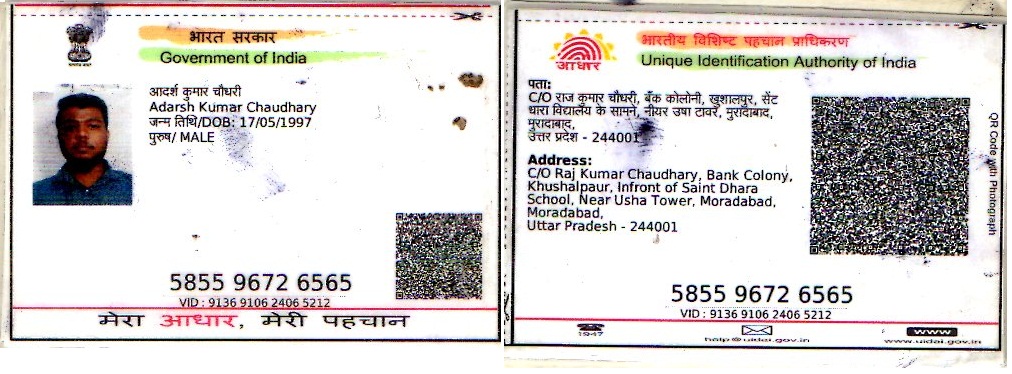 भारत सरकार
Government of India
आदर्श कुमार चौधरी
Adarsh Kumar Chaudhary
जन्म तिथि/DOB: 17/05/1997
पुरुष/ MALE
5855 9672 6565
VID : 9136 9106 2406 5212
मेरा आधार, मेरी पहचान
आधार
भारतीय विशिष्ट पहचान प्राधिकरण
Unique Identification Authority of India
पता:
C/O राज कुमार चौधरी, बैंक कोलोनी, खुशालपुर, सेंट
धारा विद्यालय के सामने, नीयर उषा टावर, मुरादाबाद,
मुरादाबाद,
उत्तर प्रदेश - 244001
Address:
C/O Raj Kumar Chaudhary, Bank Colony,
Khushalpaur, Infront of Saint Dhara
School, Near Usha Tower, Moradabad,
Moradabad,
Uttar Pradesh - 244001
QR Code with Photograph
5855 9672 6565
VID : 9136 9106 2406 5212
1947
help@uidai.gov.in
www
www.uidai.gov.in